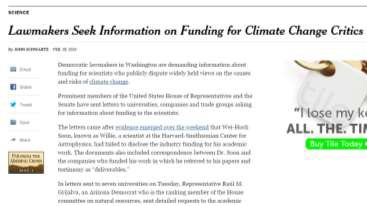 SCIENCE
Lawmakers Seek Information on Funding for Climate Change Critics
By JOHN SCHWARTZ FEB. 25, 2015
Email
Share
Tweet
Save
More
Democratic lawmakers in Washington are demanding information about
funding for scientists who publicly dispute widely held views on the causes
and risks of climate change.
Prominent members of the United States House of Representatives and the
Senate have sent letters to universities, companies and trade groups asking
for information about funding to the scientists.
The letters came after evidence emerged over the weekend that Wei-Hock
Soon, known as Willie, a scientist at the Harvard-Smithsonian Center for
Astrophysics, had failed to disclose the industry funding for his academic
work. The documents also included correspondence between Dr. Soon and
the companies who funded his work in which he referred to his papers and
testimony as “deliverables.”
In letters sent to seven universities on Tuesday, Representative Raúl M.
Grijalva, an Arizona Democrat who is the ranking member of the House
committee on natural resources, sent detailed requests to the academic
I lose my ke
ALL. THE. TIM
Buy Tile Today